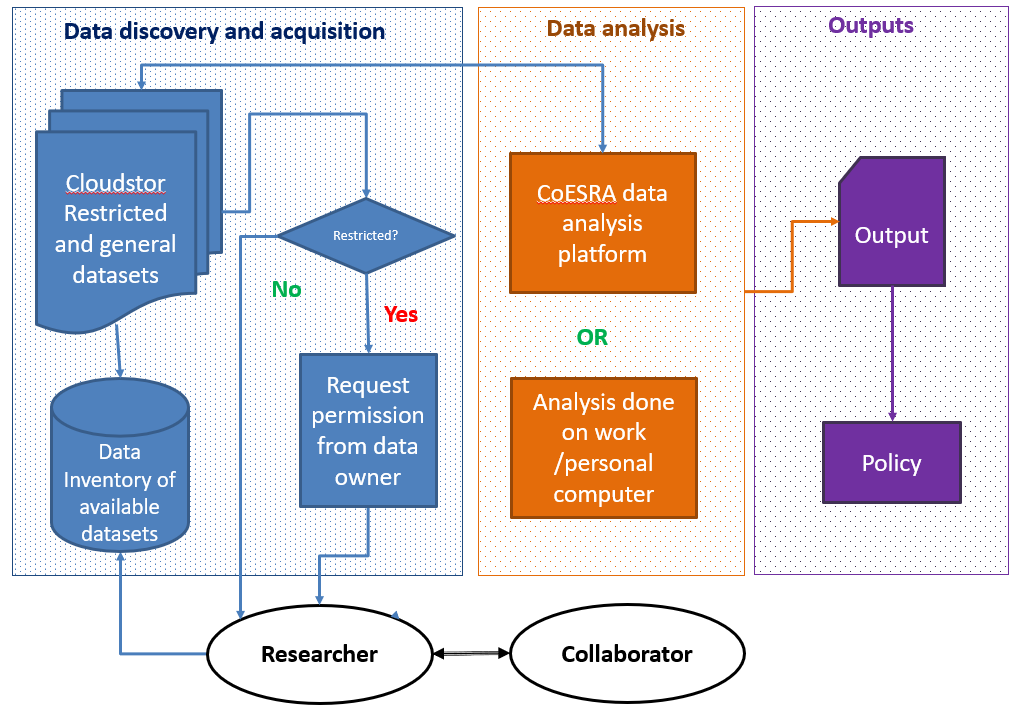 Data discovery and acquisition
Cloudstor
Restricted
and general
datasets
Restricted?
No
Yes
Request
permission
from data
owner
Data
Inventory of
available
datasets
Data analysis
CoESRA data
analysis
platform
OR
Analysis done
on work
/personal
computer
Outputs
Output
Policy
Researcher
Collaborator